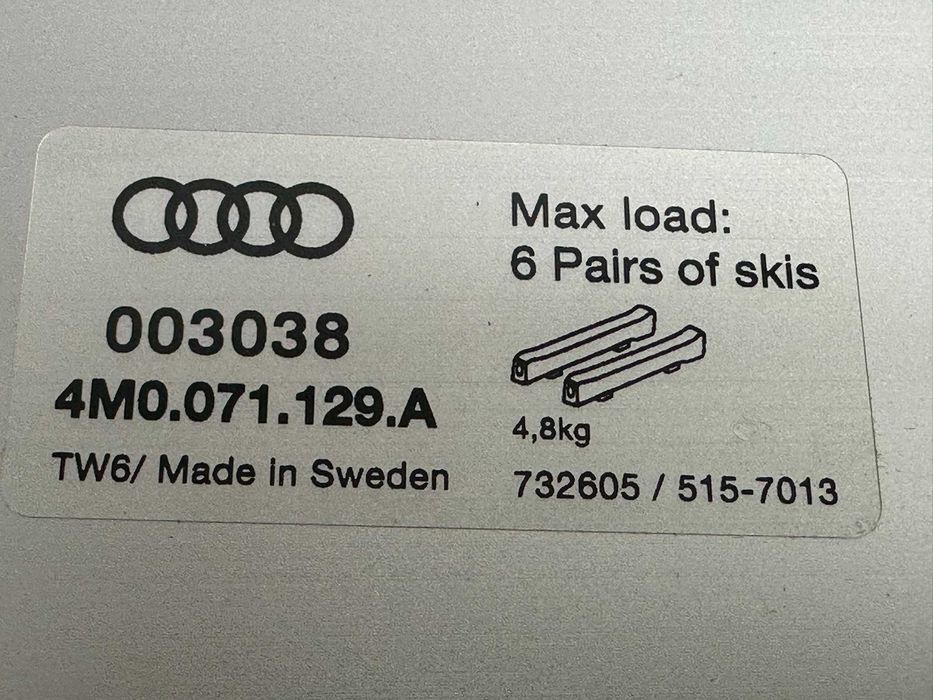 003038
4M0.071.129.A
TW6/ Made in Sweden
Max load:
6 Pairs of skis
4,8kg
732605 / 515-7013